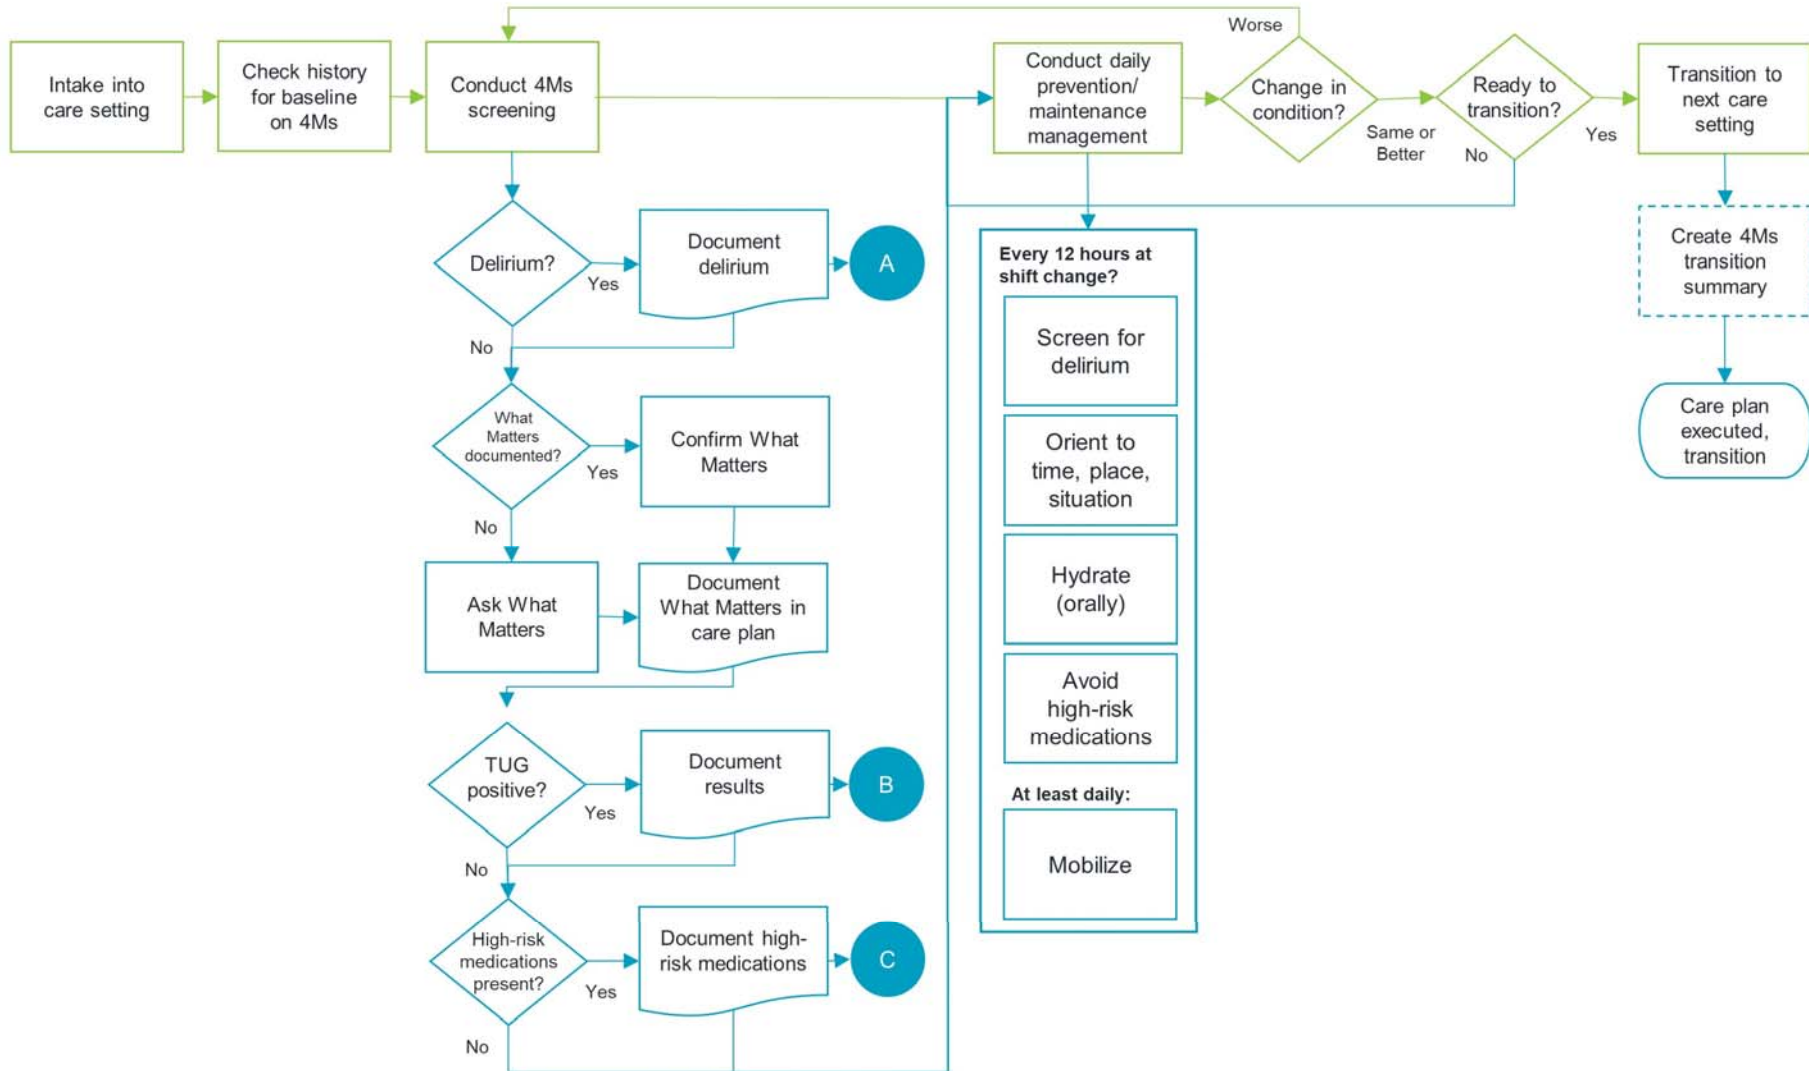 Worse
Intake into
care setting
Check history
for baseline
on 4Ms
Conduct 4Ms
screening
Conduct daily
prevention/
maintenance
management
Change in
condition?
Same or
Better
Ready to
transition?
No
Yes
Transition to
next care
setting
Delirium?
Yes
No
Document
delirium
A
What
Matters
documented?
Yes
No
Confirm What
Matters
Ask What
Matters
Document
What Matters in
care plan
TUG
positive?
Yes
No
Document
results
B
High-risk
medications
present?
Yes
No
Document high-
risk medications
C
Every 12 hours at
shift change?
Screen for
delirium
Orient to
time, place,
situation
Hydrate
(orally)
Avoid
high-risk
medications
At least daily:
Mobilize
Create 4Ms
transition
summary
Care plan
executed,
transition